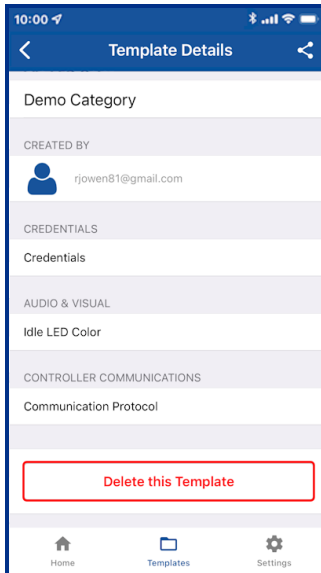 10:00
Template Details
Demo Category
CREATED BY
rjowen81@gmail.com
CREDENTIALS
Credentials
AUDIO & VISUAL
Idle LED Color
CONTROLLER COMMUNICATIONS
Communication Protocol
Delete this Template
Home Templates Settings